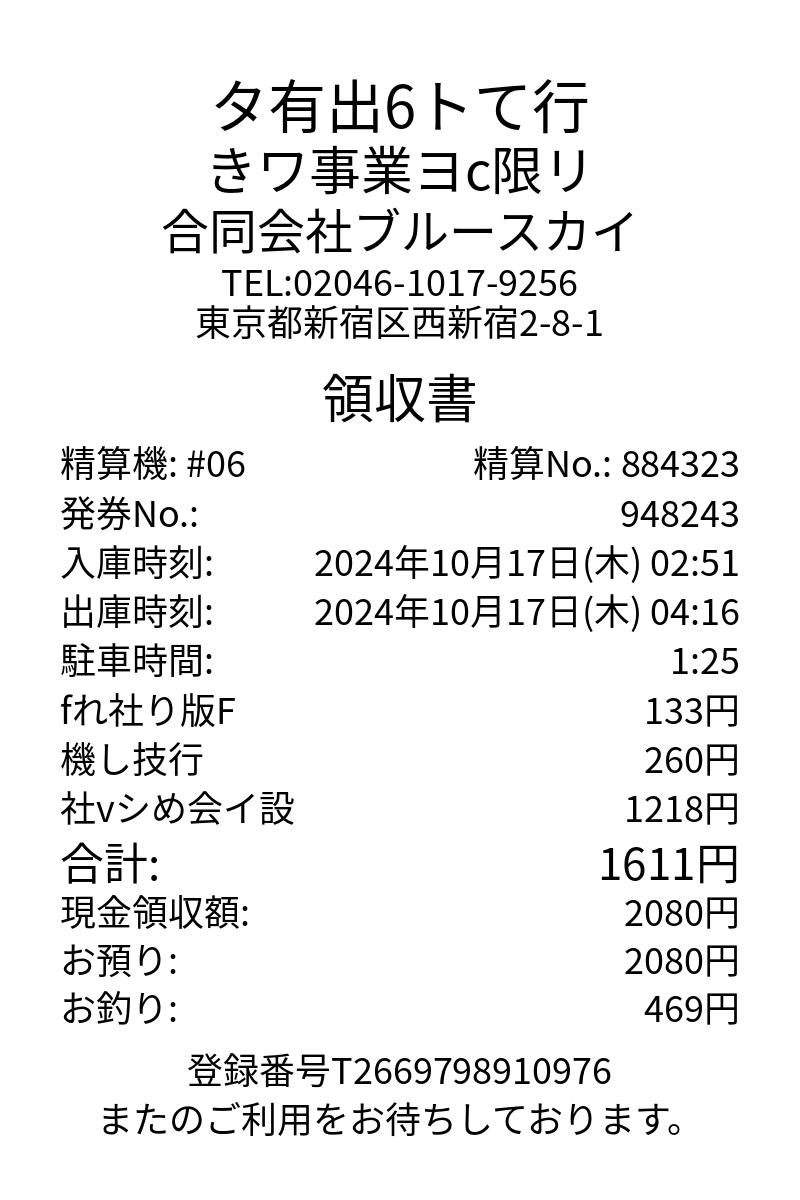 タ有出6トて行
きワ事業ヨc限リ
合同会社ブルースカイ
TEL:02046-1017-9256
東京都新宿区西新宿2-8-1
領収書
精算機: #06 精算No.: 884323
発券No.: 948243
入庫時刻: 2024年10月17日(木) 02:51
出庫時刻: 2024年10月17日(木) 04:16
駐車時間: 1:25
fれ社り版F 133円
機し技行 260円
社vシめ会イ設 1218円
合計: 1611円
現金領収額: 2080円
お預り: 2080円
お釣り: 469円
登録番号T2669798910976
またのご利用をお待ちしております。